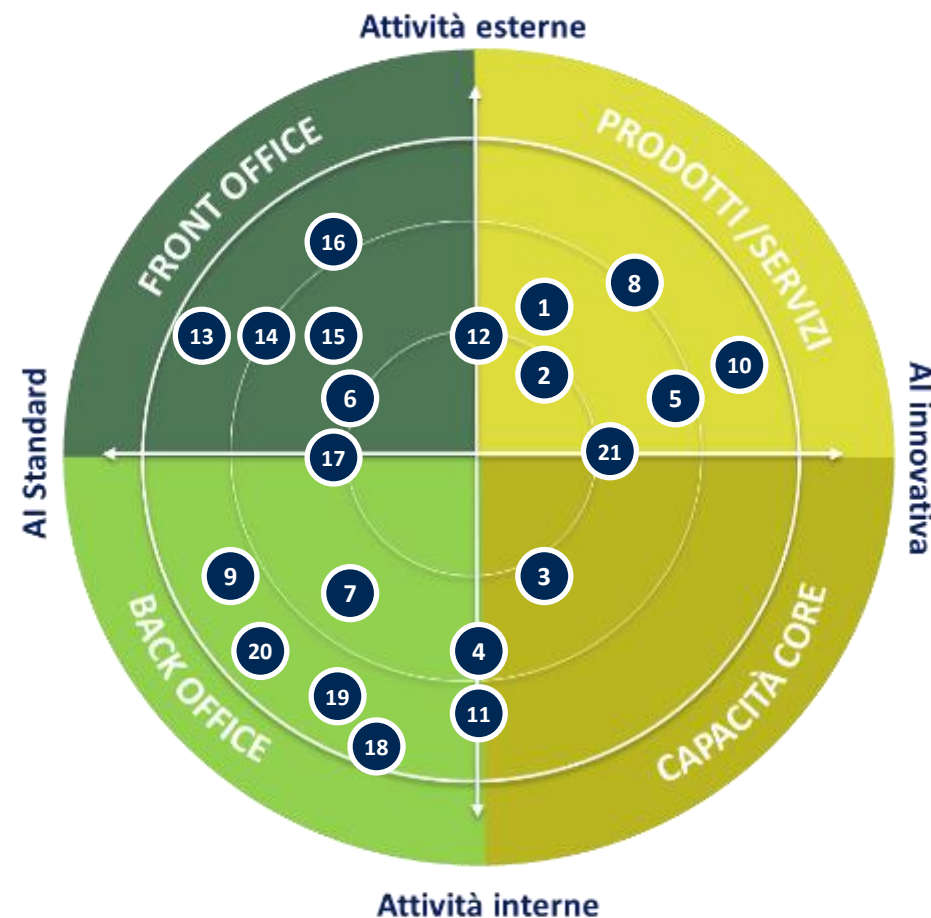 Attività esterne
FRONT OFFICE
PRODOTTI/SERVIZI
16
8
1
13
14
15
12
10
2
6
5
AI Standard
AI innovativa
17
21
9
7
3
20
4
19
11
18
BACK OFFICE
CAPACITÀ CORE
Attività interne